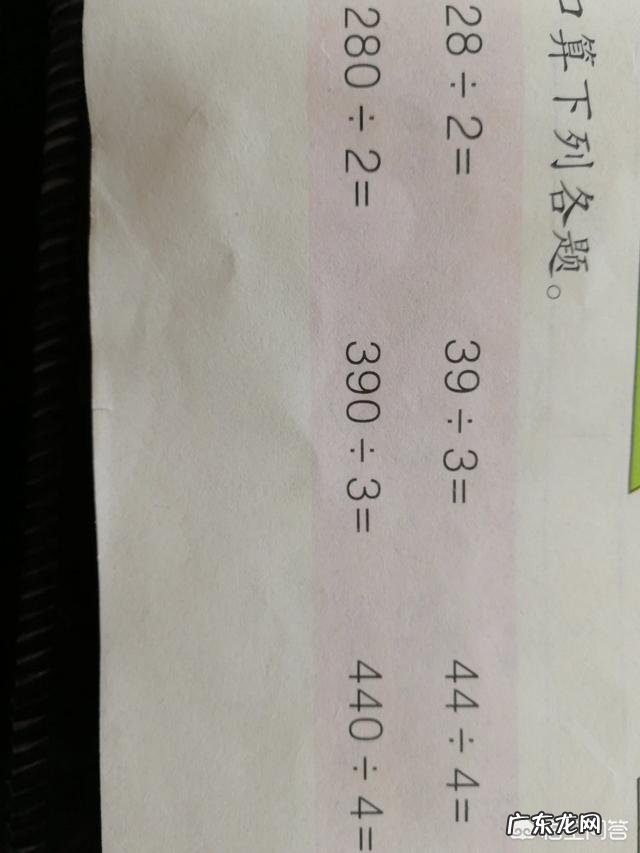 口算下列各题。
28÷2= 39÷3= 44÷4=
280÷2= 390÷3= 440÷4=
广东龙网